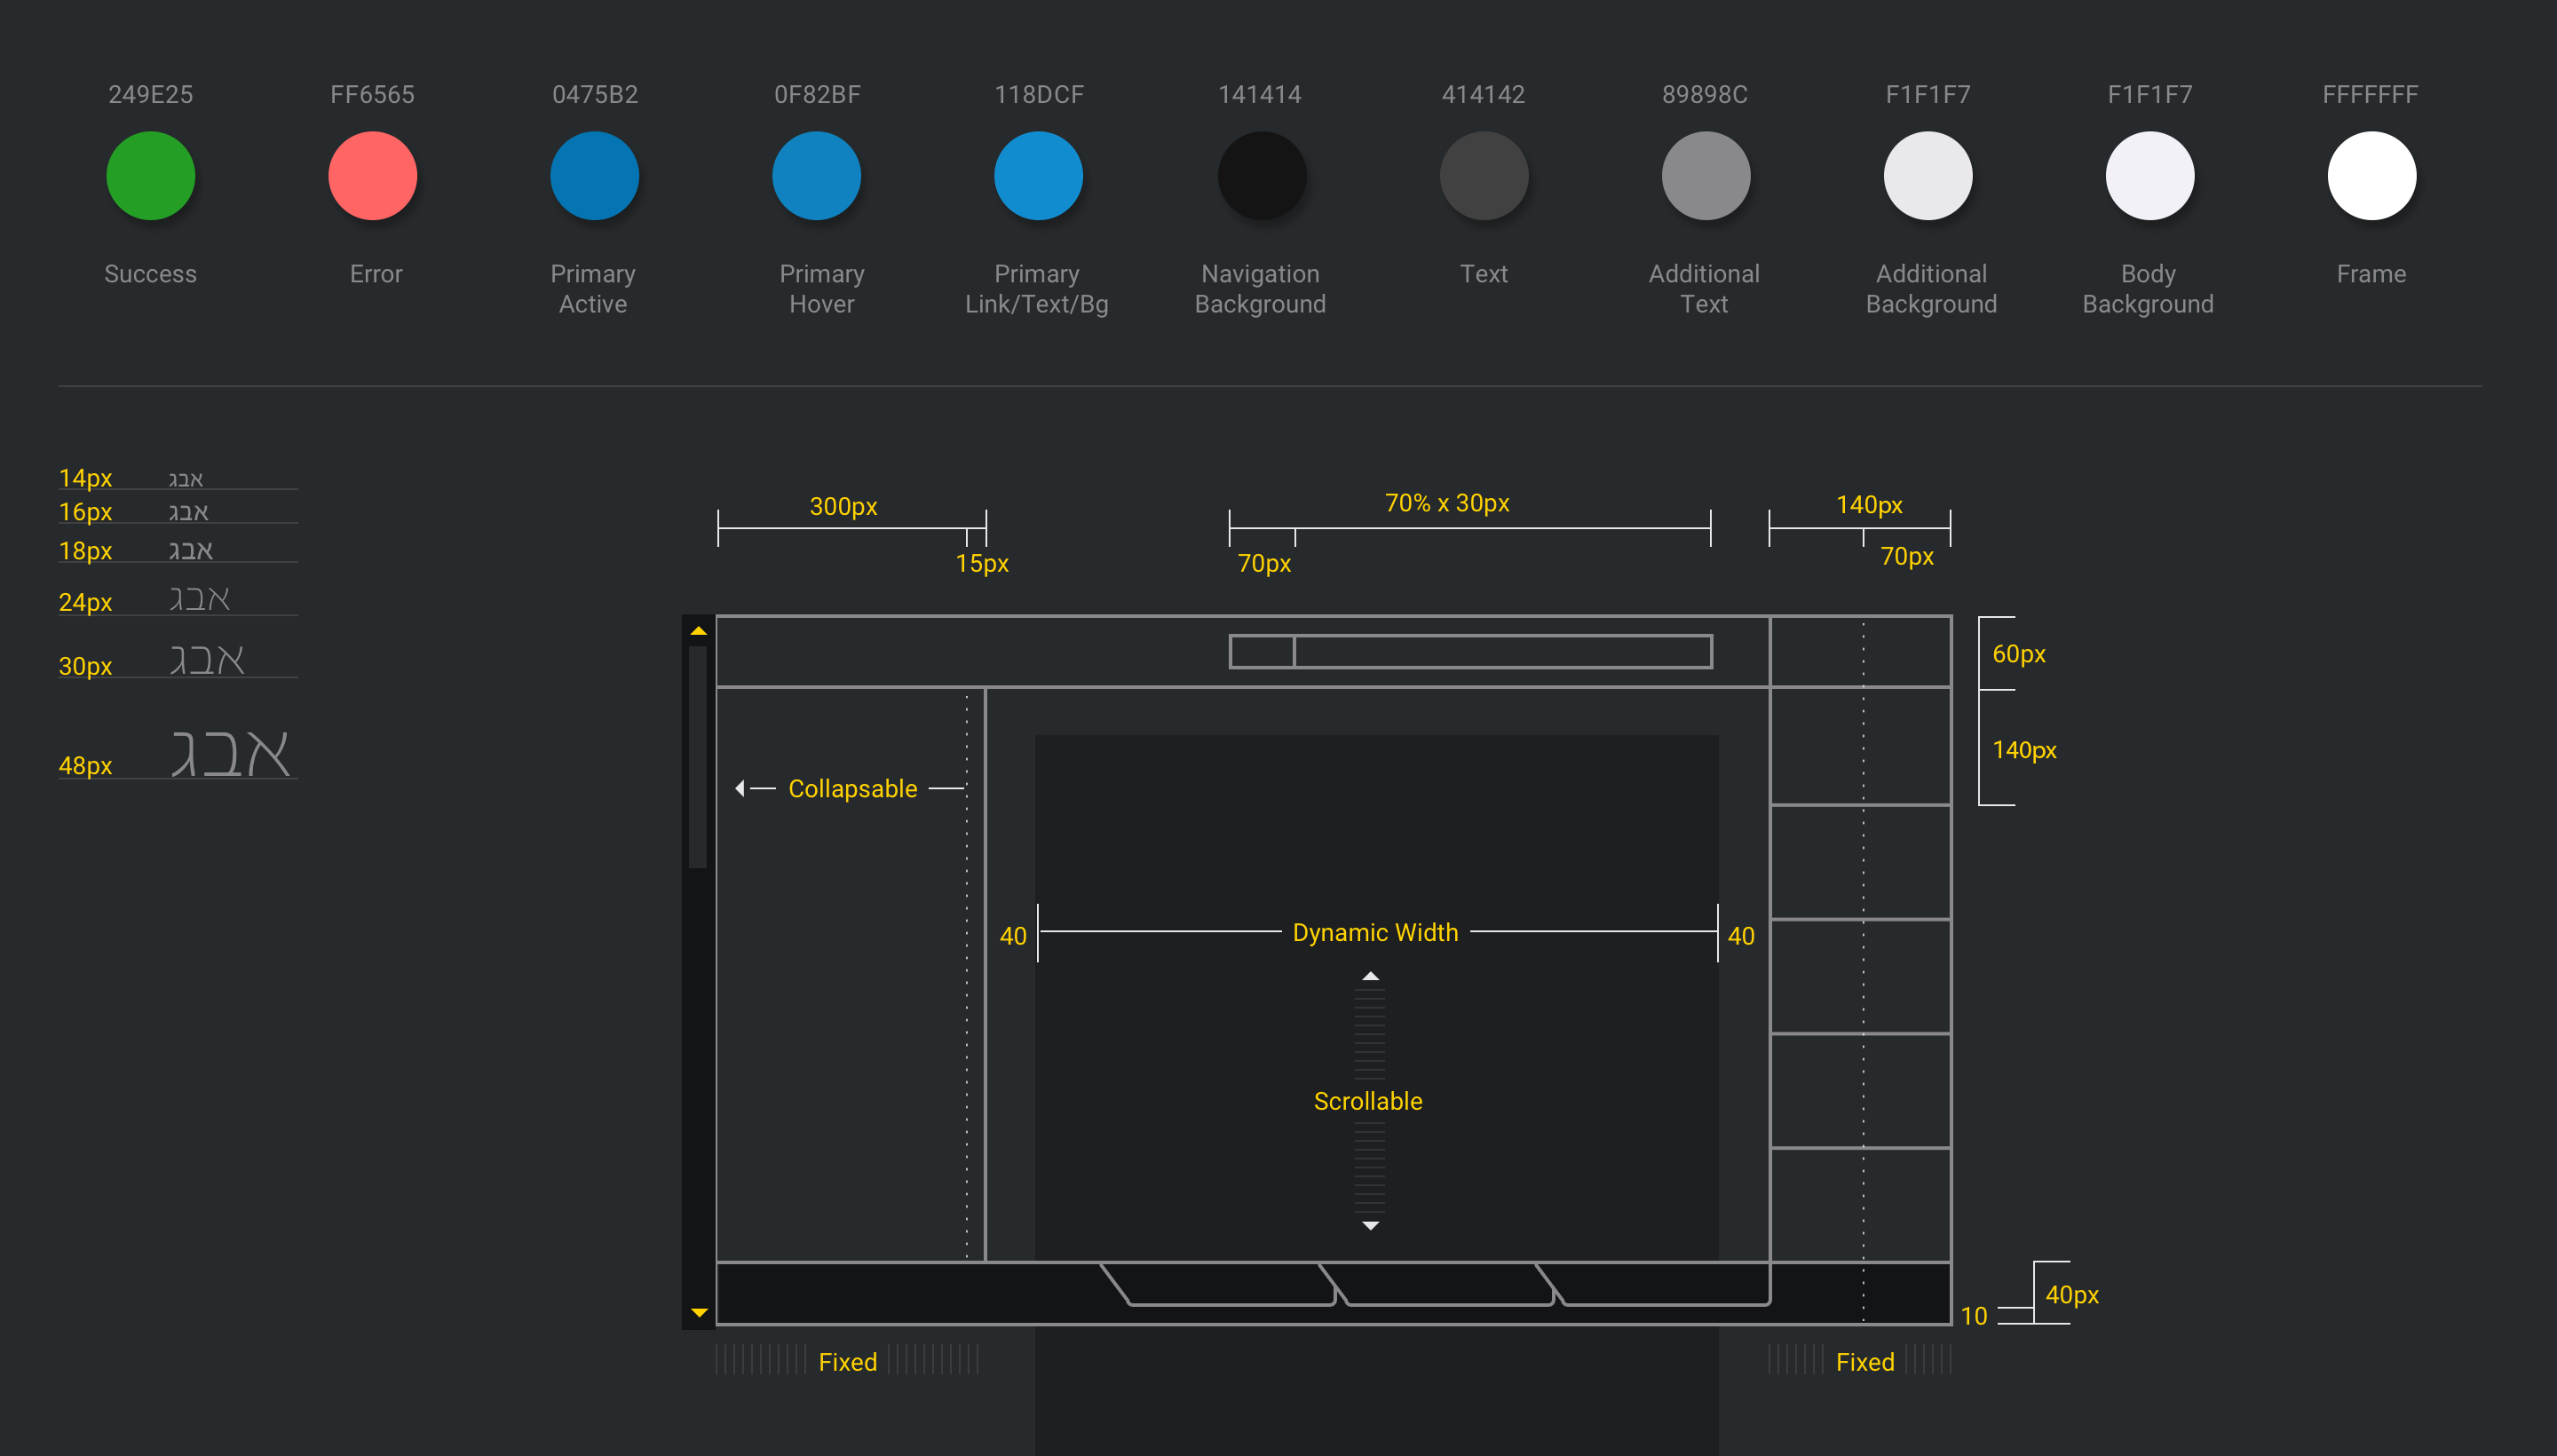 249E25 FF6565 0475B2 0F82BF 118DCF 141414 414142 89898C F1F1F7 F1F1F7 FFFFFFF
Success Error Primary Primary Primary Navigation Text Additional Additional Body Frame
Active Hover Link/Text/Bg Background Text Background Background
14px אבג
16px אבג
18px אבג
24px אבג
30px אבג
48px אבג
300px 70% x 30px 140px
15px 70px 70px
60px
140px
Collapsable
40 Dynamic Width 40
Scrollable
40px
10
Fixed Fixed